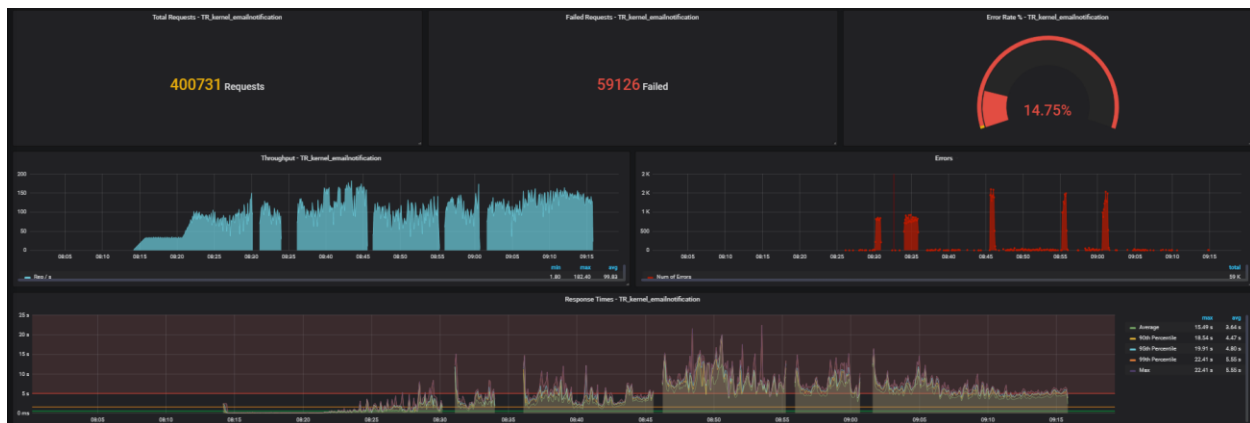 Total Requests - TR_kernel_emailnotification
Failed Requests - TR_kernel_emailnotification
Error Rate % - TR_kernel_emailnotification
400731 Requests
59126 Failed
14.75%
Throughput - TR_kernel_emailnotification
Errors
200
150
100
50
0
08:05 08:10 08:15 08:20 08:25 08:30 08:35 08:40 08:45 08:50 08:55 09:00 09:05 09:10 09:15
min max avg
Req / s 1.80 182.40 99.83
3 K
2 K
1 K
500
0
08:05 08:10 08:15 08:20 08:25 08:30 08:35 08:40 08:45 08:50 08:55 09:00 09:05 09:10 09:15
total
Num of Errors 59 K
Response Times - TR_kernel_emailnotification
25 s
20 s
15 s
10 s
5 s
0 ms
08:05 08:10 08:15 08:20 08:25 08:30 08:35 08:40 08:45 08:50 08:55 09:00 09:05 09:10 09:15
max avg
Average 15.49 s 3.64 s
90th Percentile 18.54 s 4.47 s
95th Percentile 19.91 s 4.80 s
99th Percentile 22.41 s 5.55 s
Max 22.41 s 5.55 s